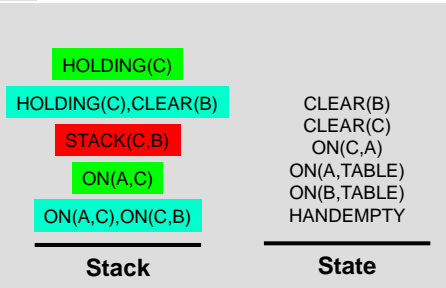 HOLDING(C)
HOLDING(C),CLEAR(B)
STACK(C,B)
ON(A,C)
ON(A,C),ON(C,B)
Stack
CLEAR(B)
CLEAR(C)
ON(C,A)
ON(A,TABLE)
ON(B,TABLE)
HANDEMPTY
State